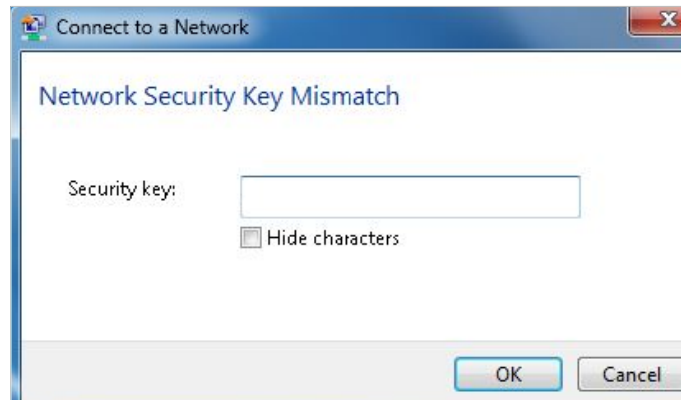 Connect to a Network
Network Security Key Mismatch
Security key:
Hide characters
OK Cancel